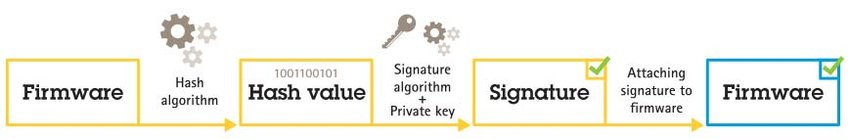 Firmware
Hash
algorithm
1001100101
Hash value
Signature
algorithm
+
Private key
Signature
Attaching
signature to
firmware
Firmware